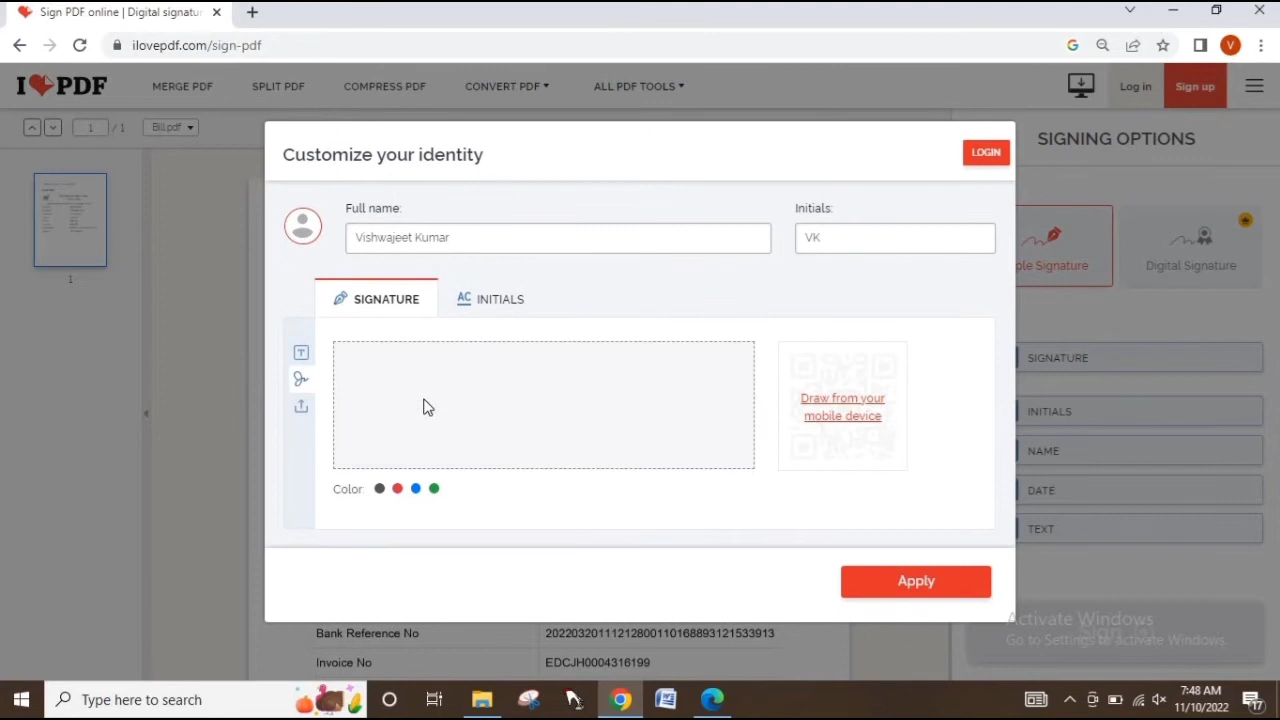 Sign PDF online | Digital signatur
ilovepdf.com/sign-pdf
V
I PDF
MERGE PDF
SPLIT PDF
COMPRESS PDF
CONVERT PDF
ALL PDF TOOLS
Log in
Sign up
1 / 1
Bill.pdf
SIGNING OPTIONS
Customize your identity
LOGIN
Full name:
Initials:
Vishwajeet Kumar
VK
ple Signature
Digital Signature
SIGNATURE
AC INITIALS
T
Draw from your
mobile device
SIGNATURE
INITIALS
NAME
DATE
TEXT
1
Color:
Apply
Activate Windows
Go to Settings to activate Windows.
Bank Reference No
20220320111212800110168893121533913
Invoice No
EDCJH0004316199
Type here to search
7:48 AM
11/10/2022
17